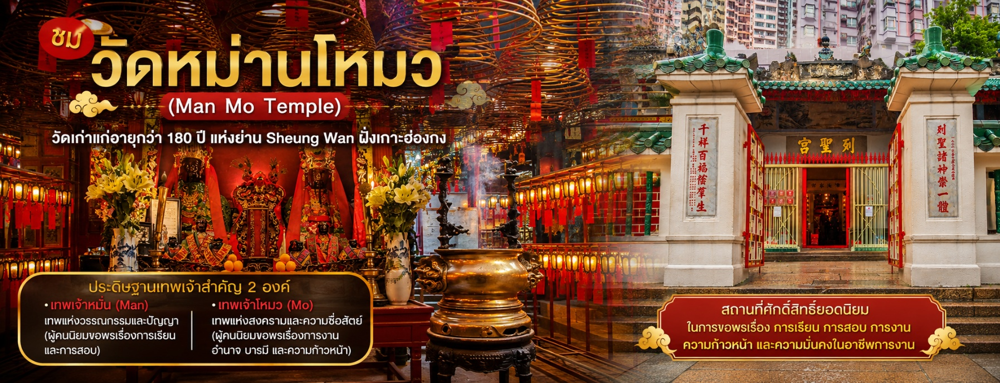 ชม
วัดหม่านโหมว
(Man Mo Temple)
วัดเก่าแก่อายุกว่า 180 ปี แห่งย่าน Sheung Wan ฝั่งเกาะฮ่องกง
ประดิษฐานเทพเจ้าสำคัญ 2 องค์
• เทพเจ้าหมั่น (Man)
เทพแห่งวรรณกรรมและปัญญา
(ผู้คนนิยมขอพรเรื่องการเรียน
และการสอบ)
• เทพเจ้าโหมว (Mo)
เทพแห่งสงครามและความซื่อสัตย์
(ผู้คนนิยมขอพรเรื่องการงาน
อำนาจ บารมี และความก้าวหน้า)
千祥百福蔭羣生
宮聖列
列聖諸神崇一體
สถานที่ศักดิ์สิทธิ์ยอดนิยม
ในการขอพรเรื่อง การเรียน การสอบ การงาน
ความก้าวหน้า และความมั่นคงในอาชีพการงาน